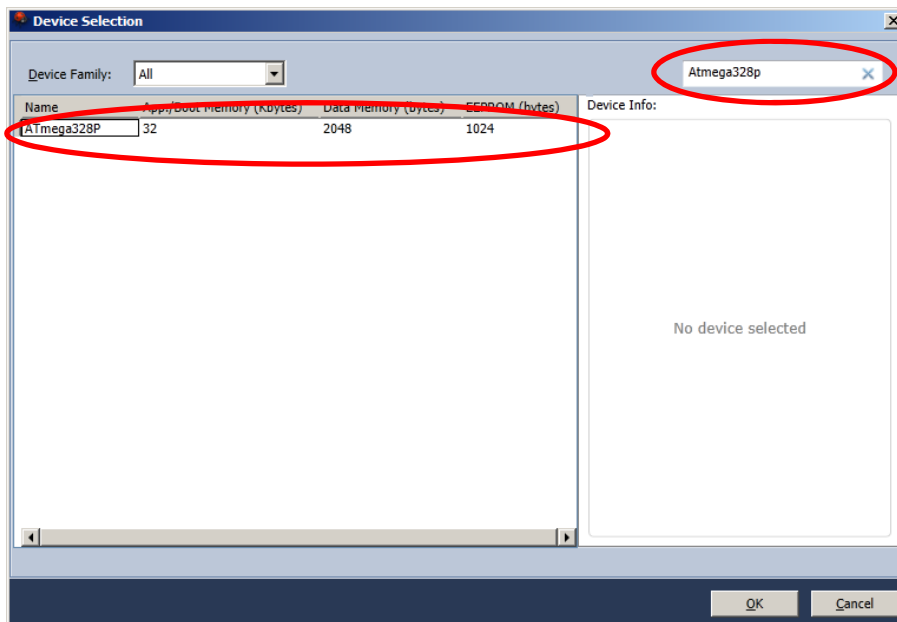 Device Selection
Device Family: All Atmega328p
Name App./Boot Memory (Kbytes) Data Memory (bytes) EEPROM (bytes) Device Info:
ATmega328P 32 2048 1024
No device selected
OK Cancel